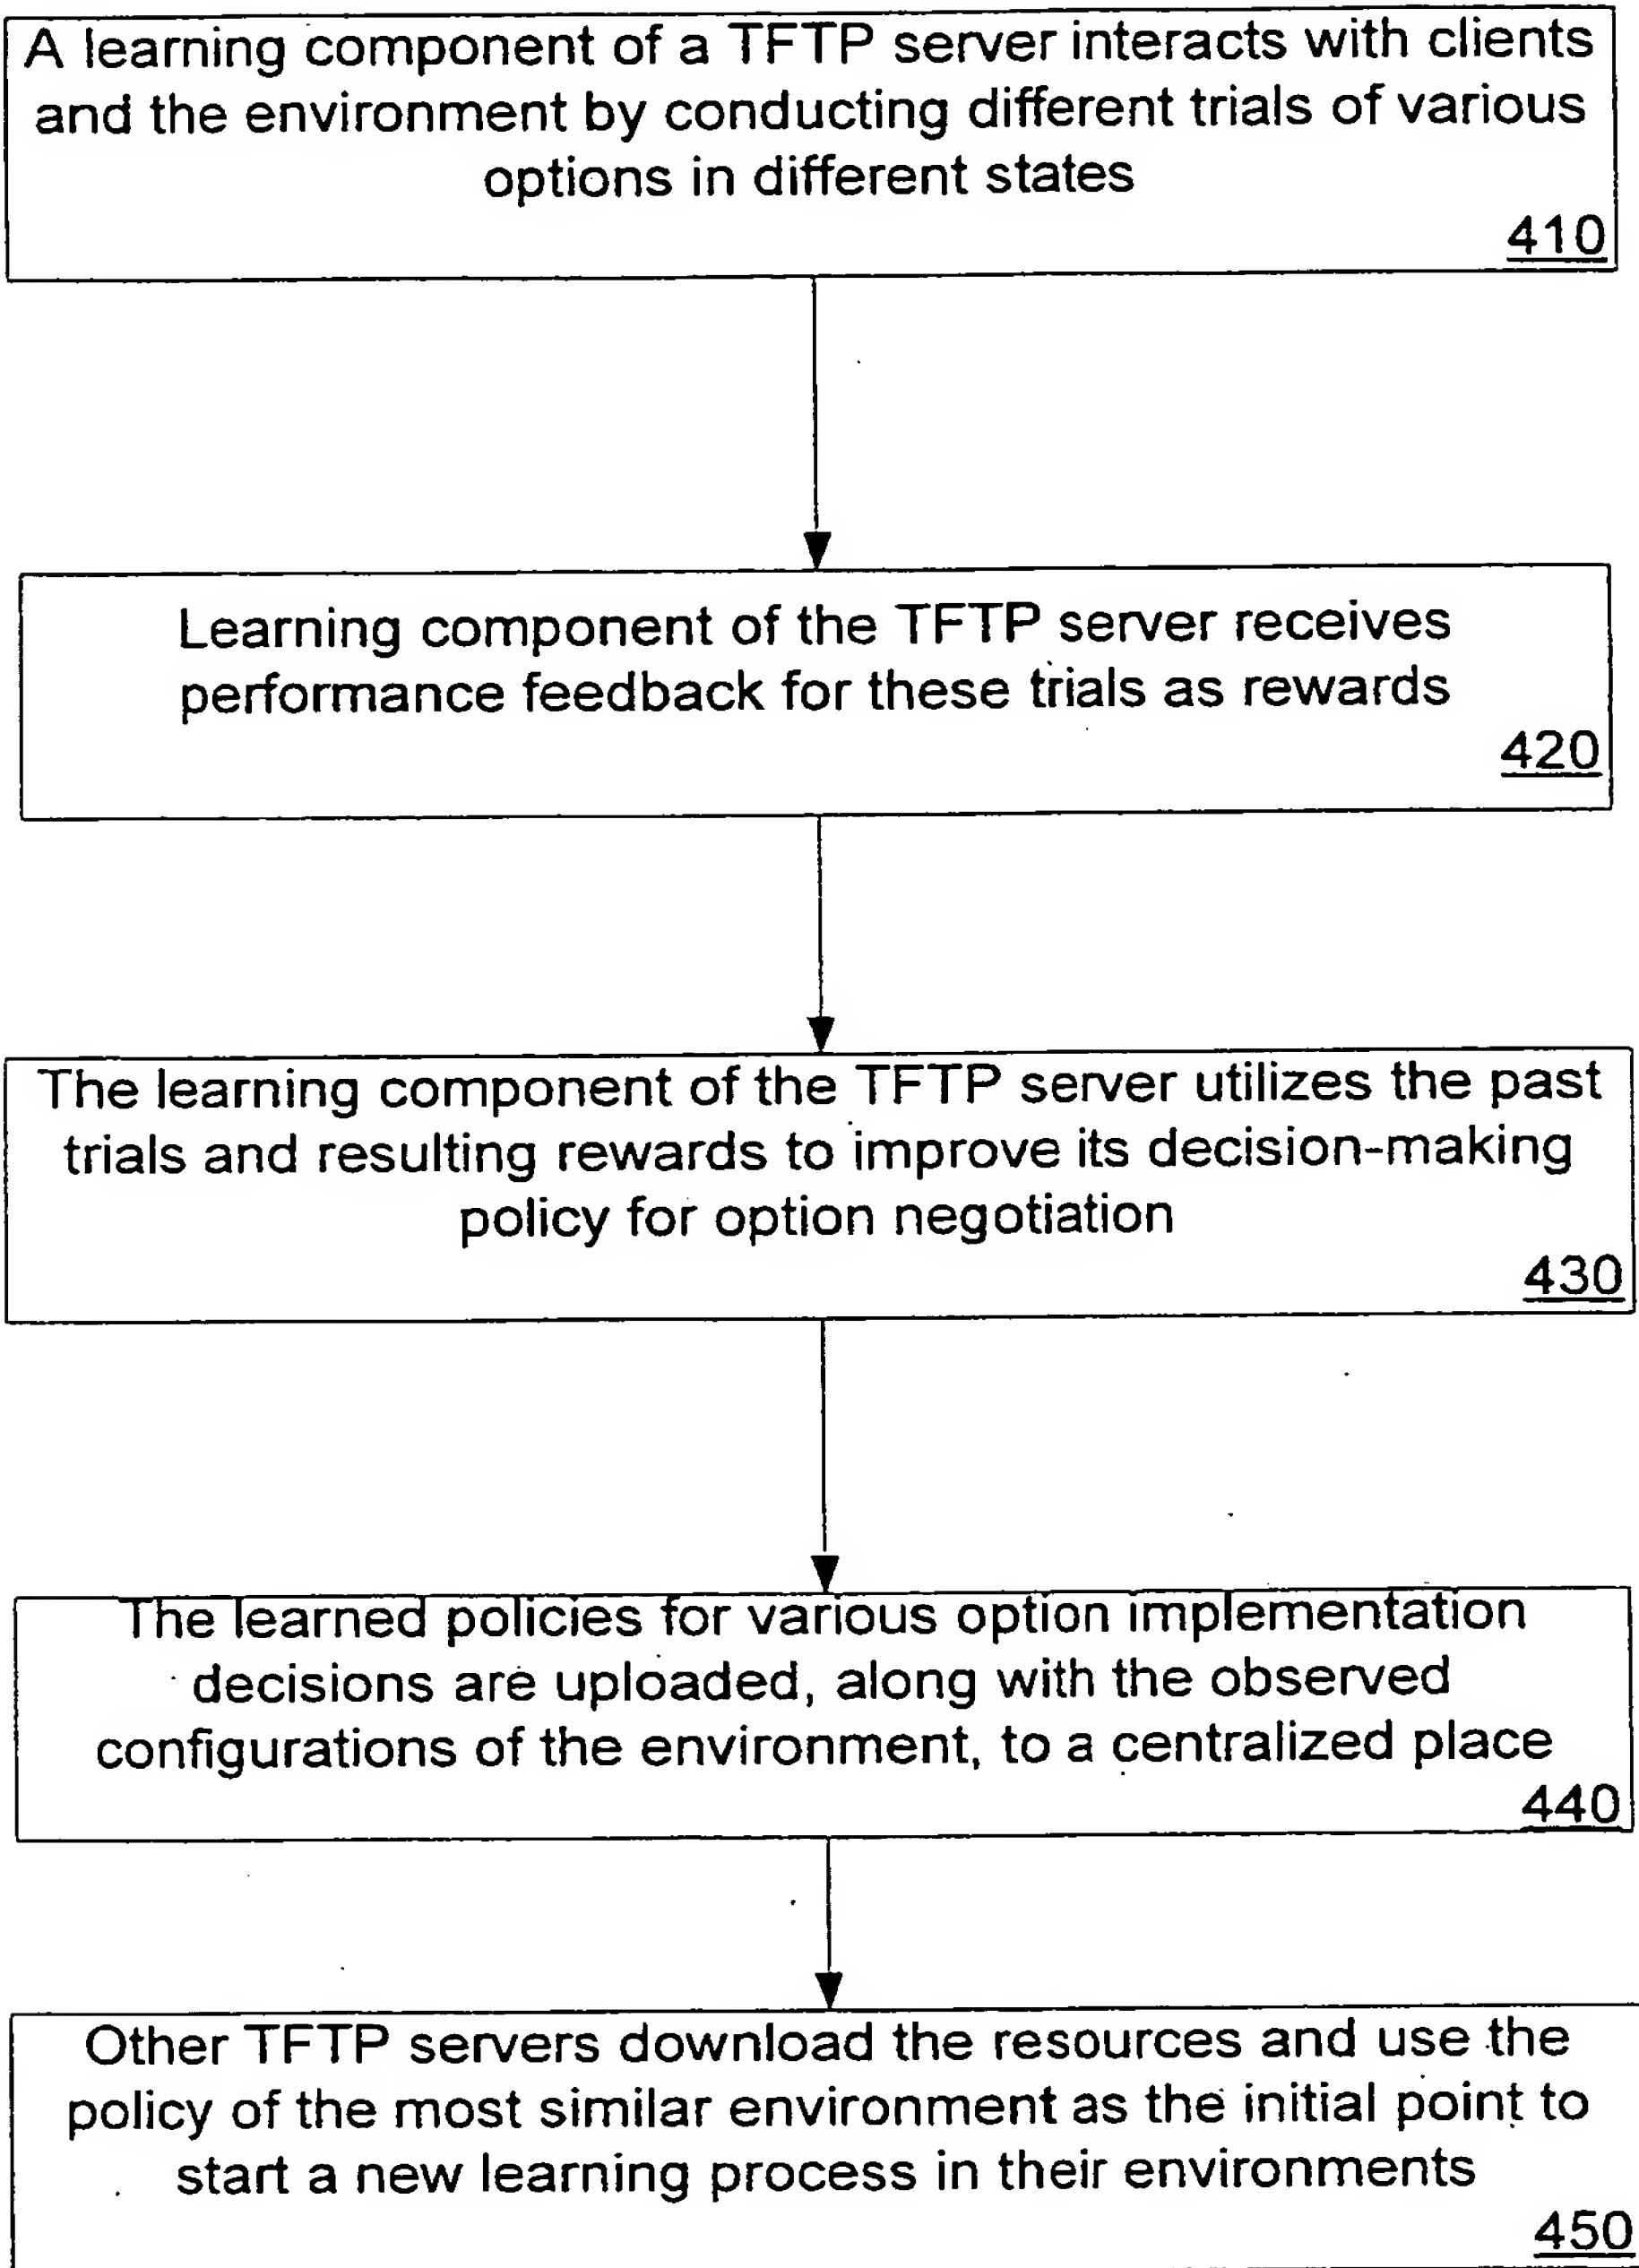 A learning component of a TFTP server interacts with clients
and the environment by conducting different trials of various
options in different states
410
Learning component of the TFTP server receives
performance feedback for these trials as rewards
420
The learning component of the TFTP server utilizes the past
trials and resulting rewards to improve its decision-making
policy for option negotiation
430
The learned policies for various option implementation
decisions are uploaded, along with the observed
configurations of the environment, to a centralized place
440
Other TFTP servers download the resources and use the
policy of the most similar environment as the initial point to
start a new learning process in their environments
450